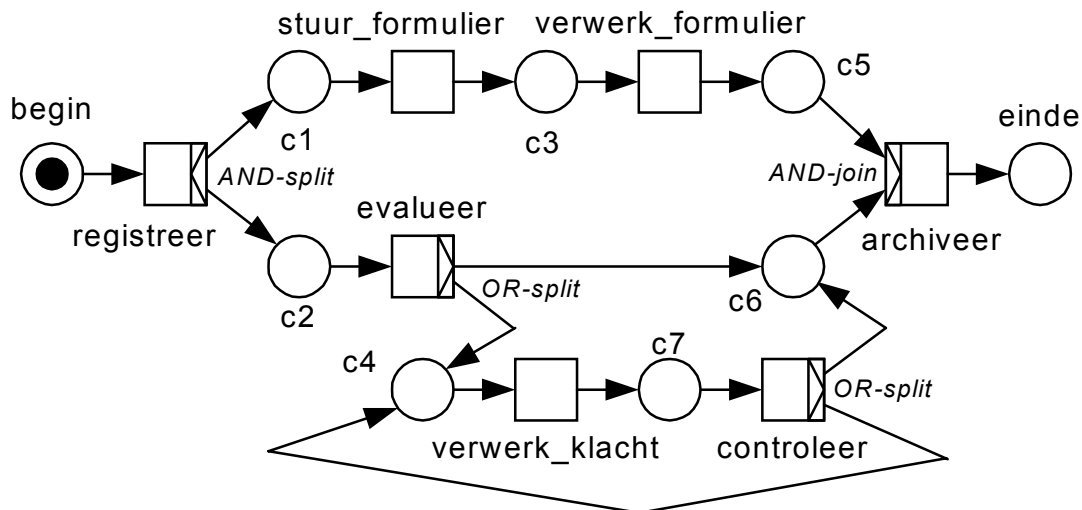 stuur_formulier
verwerk_formulier
c5
begin
einde
c1
c3
AND-split
AND-join
registreer
evalueer
archiveer
c2
OR-split
c6
c4
c7
OR-split
verwerk_klacht
controleer